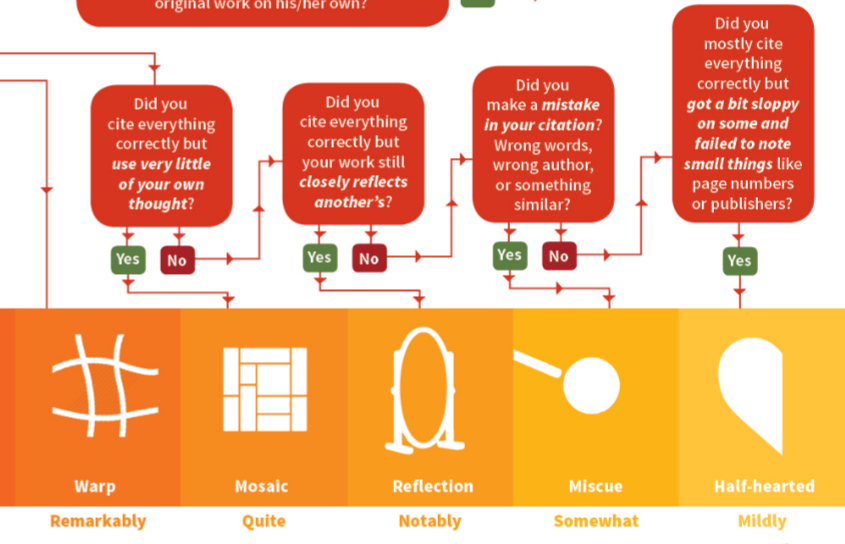 original work on his/her own?
Did you
cite everything
correctly but
use very little
of your own
thought?
Yes
No
Did you
cite everything
correctly but
your work still
closely reflects
another's?
Yes
No
Did you
make a mistake
in your citation?
Wrong words,
wrong author,
or something
similar?
Yes
No
Did you
mostly cite
everything
correctly but
got a bit sloppy
on some and
failed to note
small things like
page numbers
or publishers?
Yes
Warp
Mosaic
Reflection
Miscue
Half-hearted
Remarkably
Quite
Notably
Somewhat
Mildly